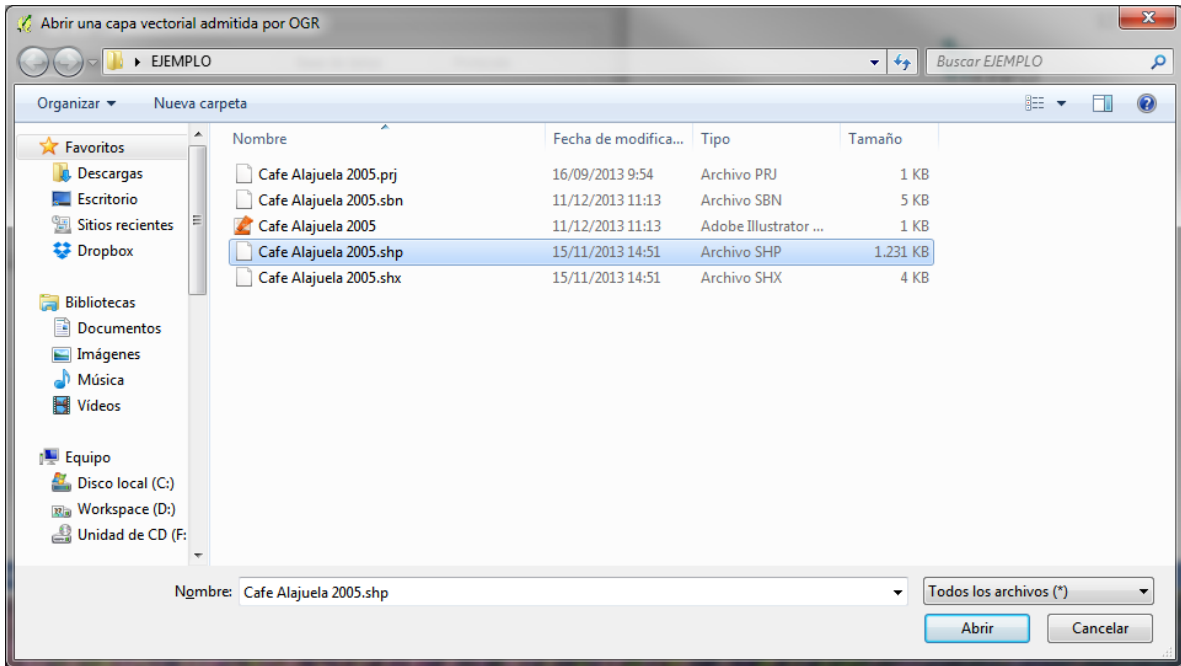 Abrir una capa vectorial admitida por OGR
EJEMPLO
Buscar EJEMPLO
Organizar
Nueva carpeta
Favoritos
Descargas
Escritorio
Sitios recientes
Dropbox
Bibliotecas
Documentos
Imágenes
Música
Vídeos
Equipo
Disco local (C:)
Workspace (D:)
Unidad de CD (F:
Nombre Fecha de modifica... Tipo Tamaño
Cafe Alajuela 2005.prj 16/09/2013 9:54 Archivo PRJ 1 KB
Cafe Alajuela 2005.sbn 11/12/2013 11:13 Archivo SBN 5 KB
Cafe Alajuela 2005 11/12/2013 11:13 Adobe Illustrator ... 1 KB
Cafe Alajuela 2005.shp 15/11/2013 14:51 Archivo SHP 1.231 KB
Cafe Alajuela 2005.shx 15/11/2013 14:51 Archivo SHX 4 KB
Nombre: Cafe Alajuela 2005.shp
Todos los archivos (*)
Abrir
Cancelar